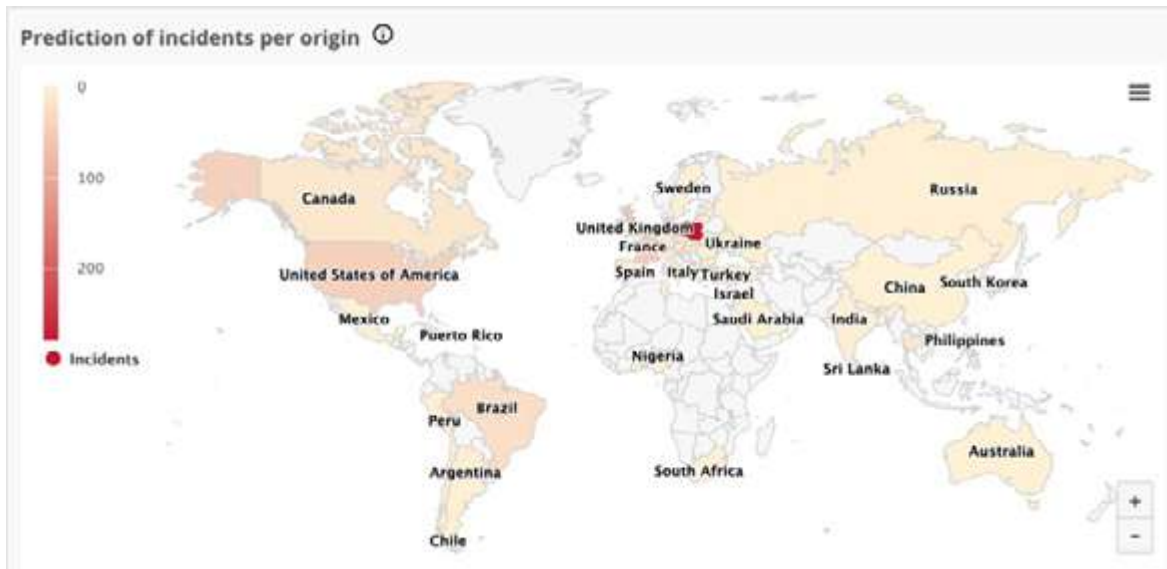 Prediction of incidents per origin
0
100
200
Incidents
Canada
Sweden
Russia
United Kingdom
France
Ukraine
United States of America
Spain
Italy
Turkey
Israel
China
South Korea
Mexico
Puerto Rico
Saudi Arabia
India
Nigeria
Philippines
Sri Lanka
Brazil
Peru
Argentina
South Africa
Australia
Chile
+
-